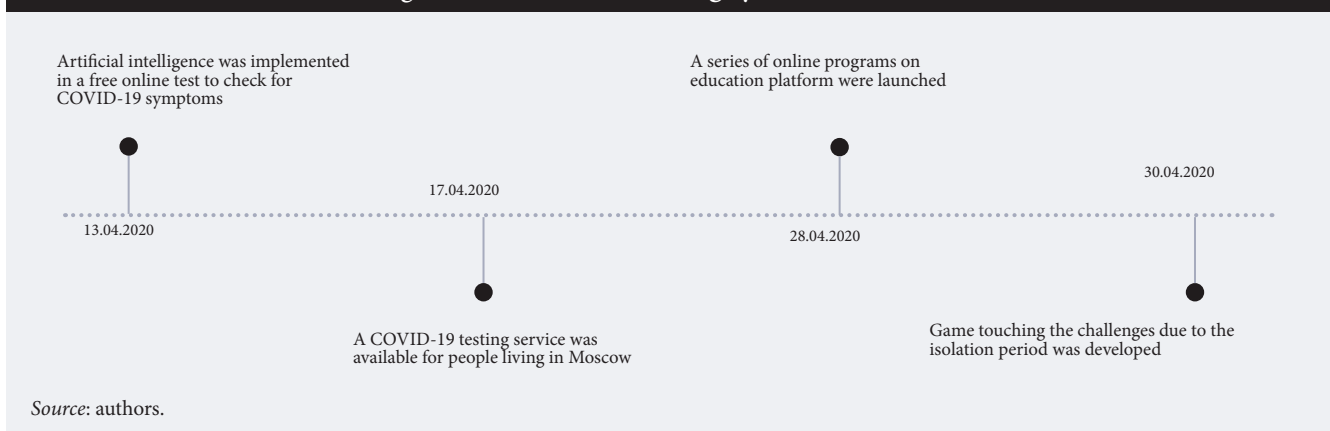 Artificial intelligence was implemented
in a free online test to check for
COVID-19 symptoms
A series of online programs on
education platform were launched
30.04.2020
17.04.2020
13.04.2020
28.04.2020
A COVID-19 testing service was
available for people living in Moscow
Game touching the challenges due to the
isolation period was developed
Source: authors.